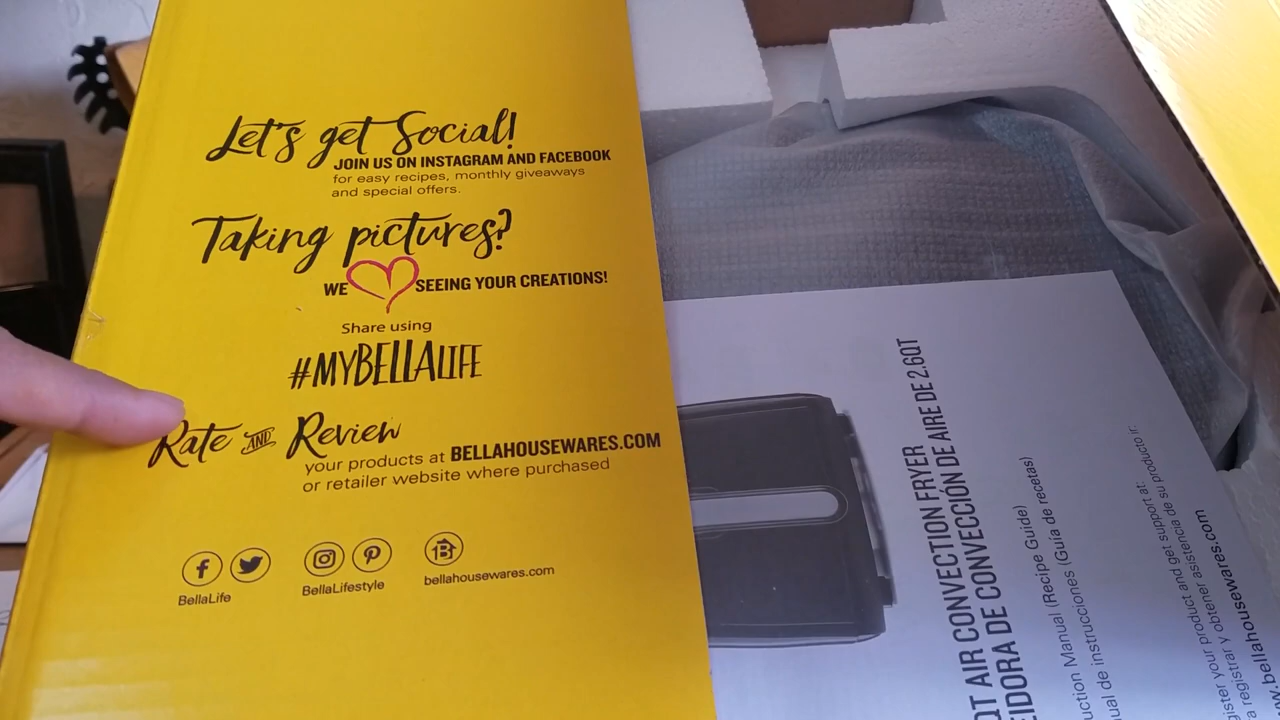 Let's get Social!
JOIN US ON INSTAGRAM AND FACEBOOK
for easy recipes, monthly giveaways
and special offers.
Taking pictures?
WE SEEING YOUR CREATIONS!
Share using
#MYBELLALIFE
Rate AND Review
your products at BELLAHOUSEWARES.COM
or retailer website where purchased
BellaLife
BellaLifestyle
bellahousewares.com
QT AIR CONVECTION FRYER
EIDORA DE CONVECCIÓN DE AIRE DE 2.6QT
uction Manual (Recipe Guide)
ual de instrucciones (Guía de recetas)
ister your product and get support at:
a registrar y obtener asistencia de su producto ir:
w.bellahousewares.com